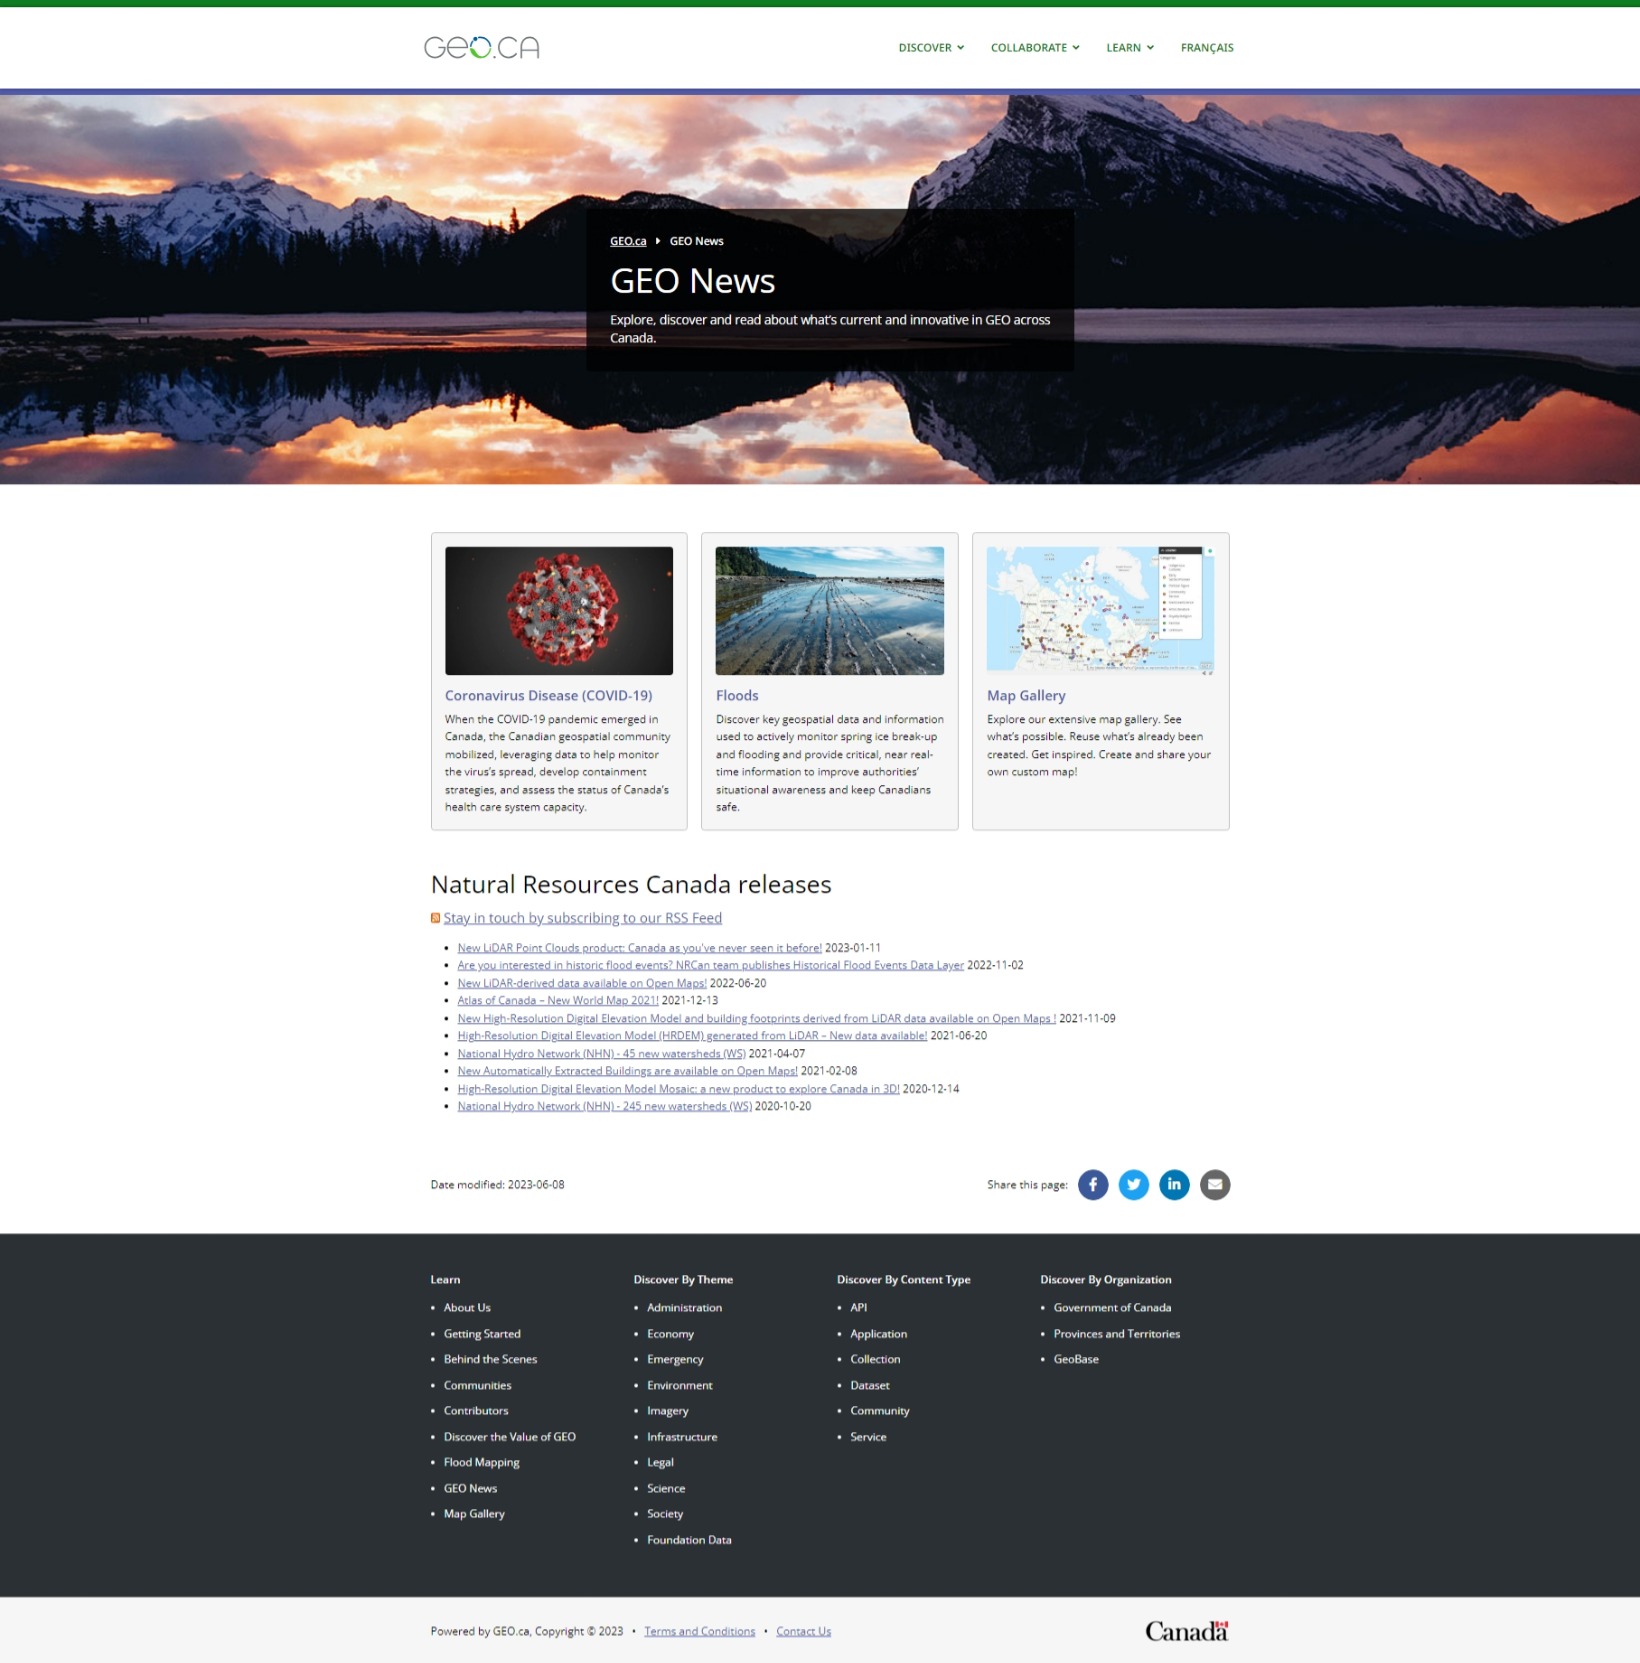 GEO.CA
DISCOVER
COLLABORATE
LEARN
FRANÇAIS
GEO.ca
GEO News
GEO News
Explore, discover and read about what's current and innovative in GEO across
Canada.
Coronavirus Disease (COVID-19)
When the COVID-19 pandemic emerged in
Canada, the Canadian geospatial community
mobilized, leveraging data to help monitor
the virus's spread, develop containment
strategies, and assess the status of Canada's
health care system capacity.
Floods
Discover key geospatial data and information
used to actively monitor spring ice break-up
and flooding and provide critical, near real-
time information to improve authorities'
situational awareness and keep Canadians
safe.
Map Gallery
Explore our extensive map gallery. See
what's possible. Reuse what's already been
created. Get inspired. Create and share your
own custom map!
Natural Resources Canada releases
Stay in touch by subscribing to our RSS Feed
• New LiDAR Point Clouds product: Canada as you've never seen it before! 2023-01-11
• Are you interested in historic flood events? NRCan team publishes Historical Flood Events Data Layer 2022-11-02
• New LiDAR-derived data available on Open Maps! 2022-06-20
• Atlas of Canada – New World Map 2021! 2021-12-13
• New High-Resolution Digital Elevation Model and building footprints derived from LiDAR data available on Open Maps ! 2021-11-09
• High-Resolution Digital Elevation Model (HRDEM) generated from LiDAR – New data available! 2021-06-20
• National Hydro Network (NHN) - 45 new watersheds (WS) 2021-04-07
• New Automatically Extracted Buildings are available on Open Maps! 2021-02-08
• High-Resolution Digital Elevation Model Mosaic: a new product to explore Canada in 3D! 2020-12-14
• National Hydro Network (NHN) - 245 new watersheds (WS) 2020-10-20
Date modified: 2023-06-08
Share this page:
Learn
• About Us
• Getting Started
• Behind the Scenes
• Communities
• Contributors
• Discover the Value of GEO
• Flood Mapping
• GEO News
• Map Gallery
Discover By Theme
• Administration
• Economy
• Emergency
• Environment
• Imagery
• Infrastructure
• Legal
• Science
• Society
• Foundation Data
Discover By Content Type
• API
• Application
• Collection
• Dataset
• Community
• Service
Discover By Organization
• Government of Canada
• Provinces and Territories
• GeoBase
Powered by GEO.ca, Copyright © 2023 • Terms and Conditions • Contact Us
Canada